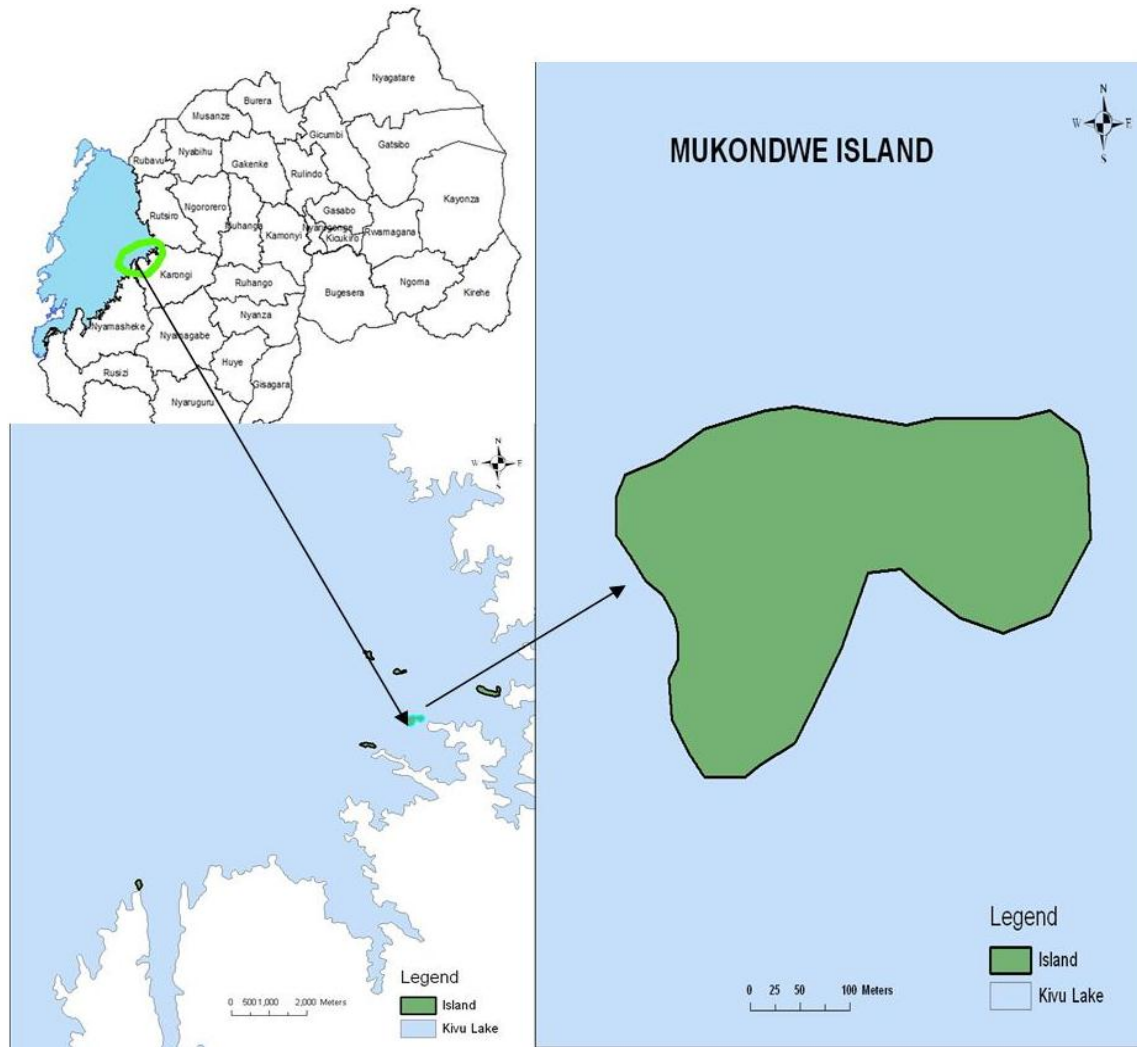 Nyagatare
Burera
Musanze
Gicumbi
Gatsibo
Nyabihu
Rubavu
Gakenke
Rulindo
Kayonza
Ngororero
Rutsiro
Gasabo
Muhanga
Kamonyi
Kicukiro
Rwamagana
Karongi
Ruhango
Bugesera
Ngoma
Kirehe
Nyanza
Nyamasheke
Nyamagabe
Huye
Rusizi
Gisagara
Nyaruguru
N
W E
S
Legend
0 5001,000 2,000 Meters
Island
Kivu Lake
N
W E
S
MUKONDWE ISLAND
Legend
Island
0 25 50 100 Meters
Kivu Lake